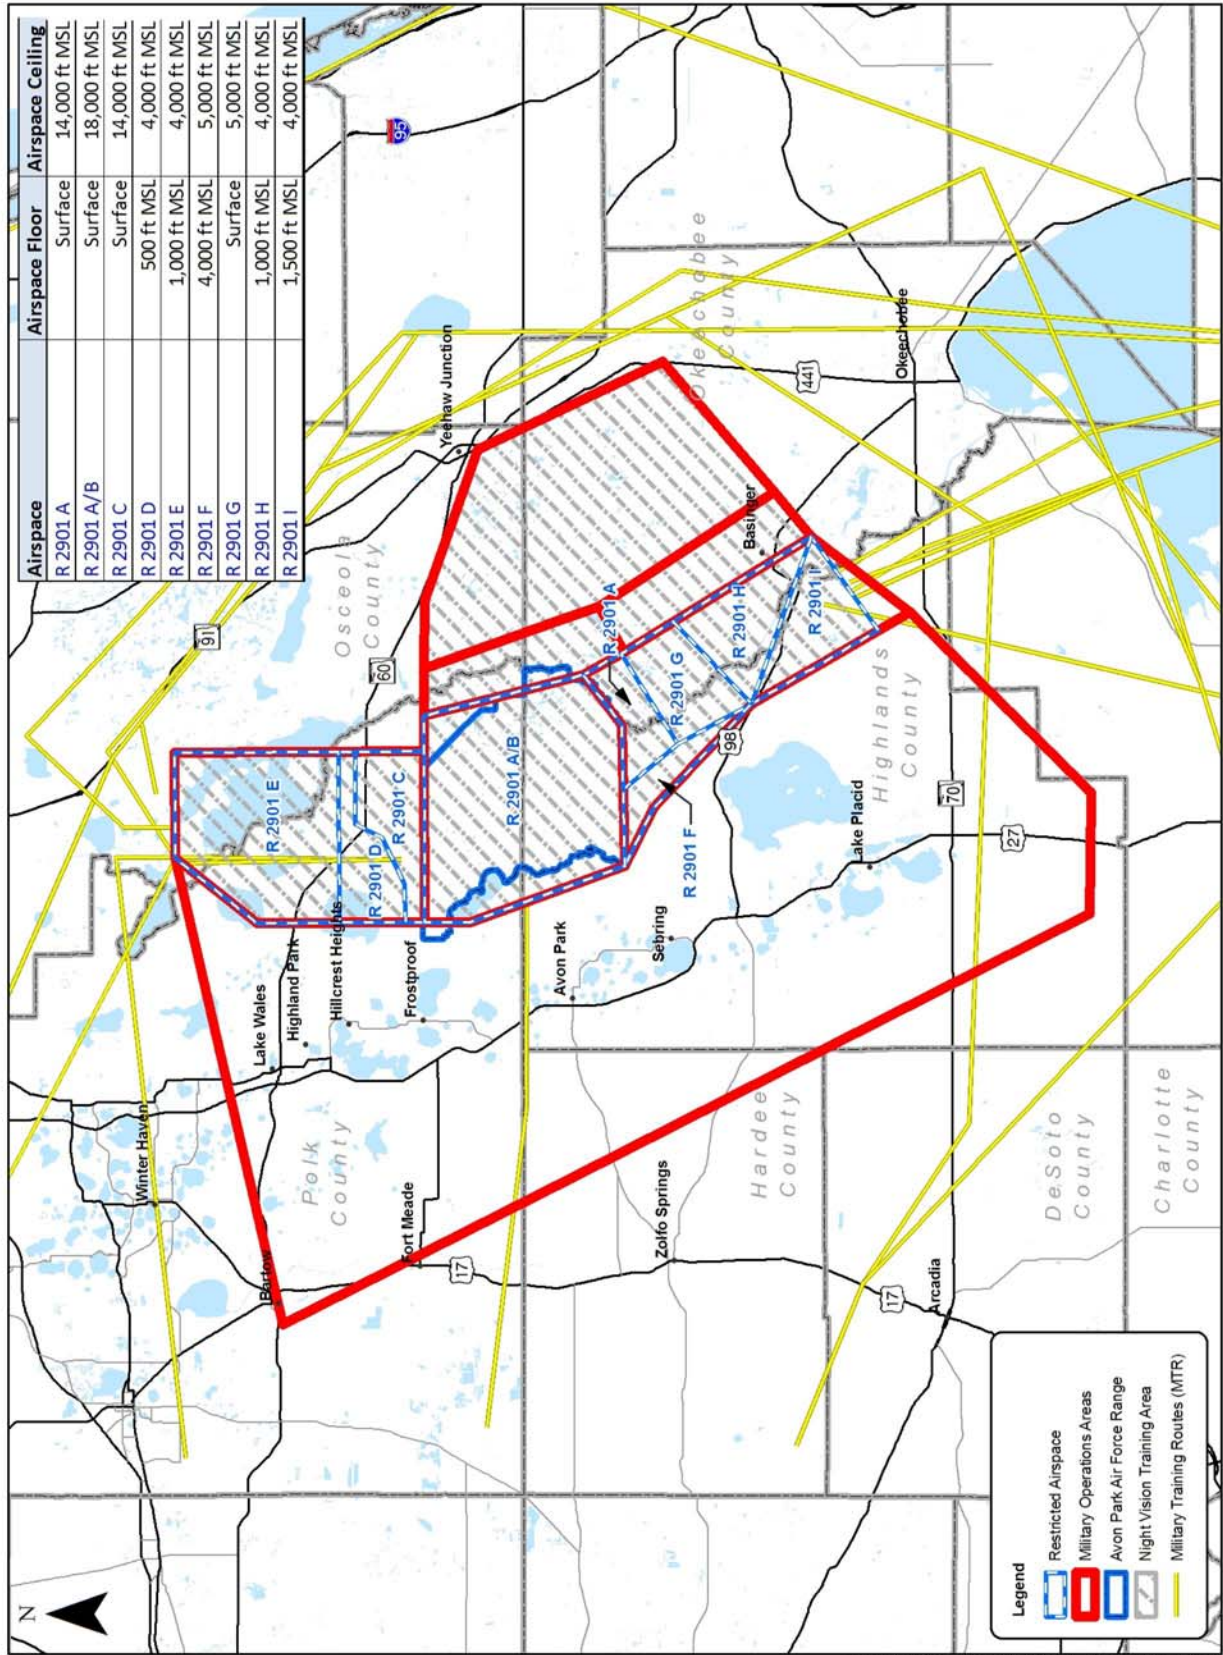 Airspace Airspace Floor Airspace Ceiling
R 2901 A Surface 14,000 ft MSL
R 2901 A/B Surface 18,000 ft MSL
R 2901 C Surface 14,000 ft MSL
R 2901 D 500 ft MSL 4,000 ft MSL
R 2901 E 1,000 ft MSL 4,000 ft MSL
R 2901 F 4,000 ft MSL 5,000 ft MSL
R 2901 G Surface 5,000 ft MSL
R 2901 H 1,000 ft MSL 4,000 ft MSL
R 2901 I 1,500 ft MSL 4,000 ft MSL
N
Winter Haven
91
95
Bartow
Lake Wales
Highland Park
Hillcrest Heights
R 2901 E
Polk
County
Osceola
County
60
R 2901 D
R 2901 C
Fort Meade
Frostproof
Yeehaw Junction
17
R 2901 A/B
Avon Park
R 2901 A
Zolfo Springs
Sebring
R 2901 G
R 2901 F
Okeechobee
County
98
R 2901 H
Basinger
Hardee
County
441
R 2901 I
Lake Placid
Highlands
County
17
Okeechobee
Arcadia
70
27
DeSoto
County
Charlotte
County
Legend
Restricted Airspace
Military Operations Areas
Avon Park Air Force Range
Night Vision Training Area
Military Training Routes (MTR)